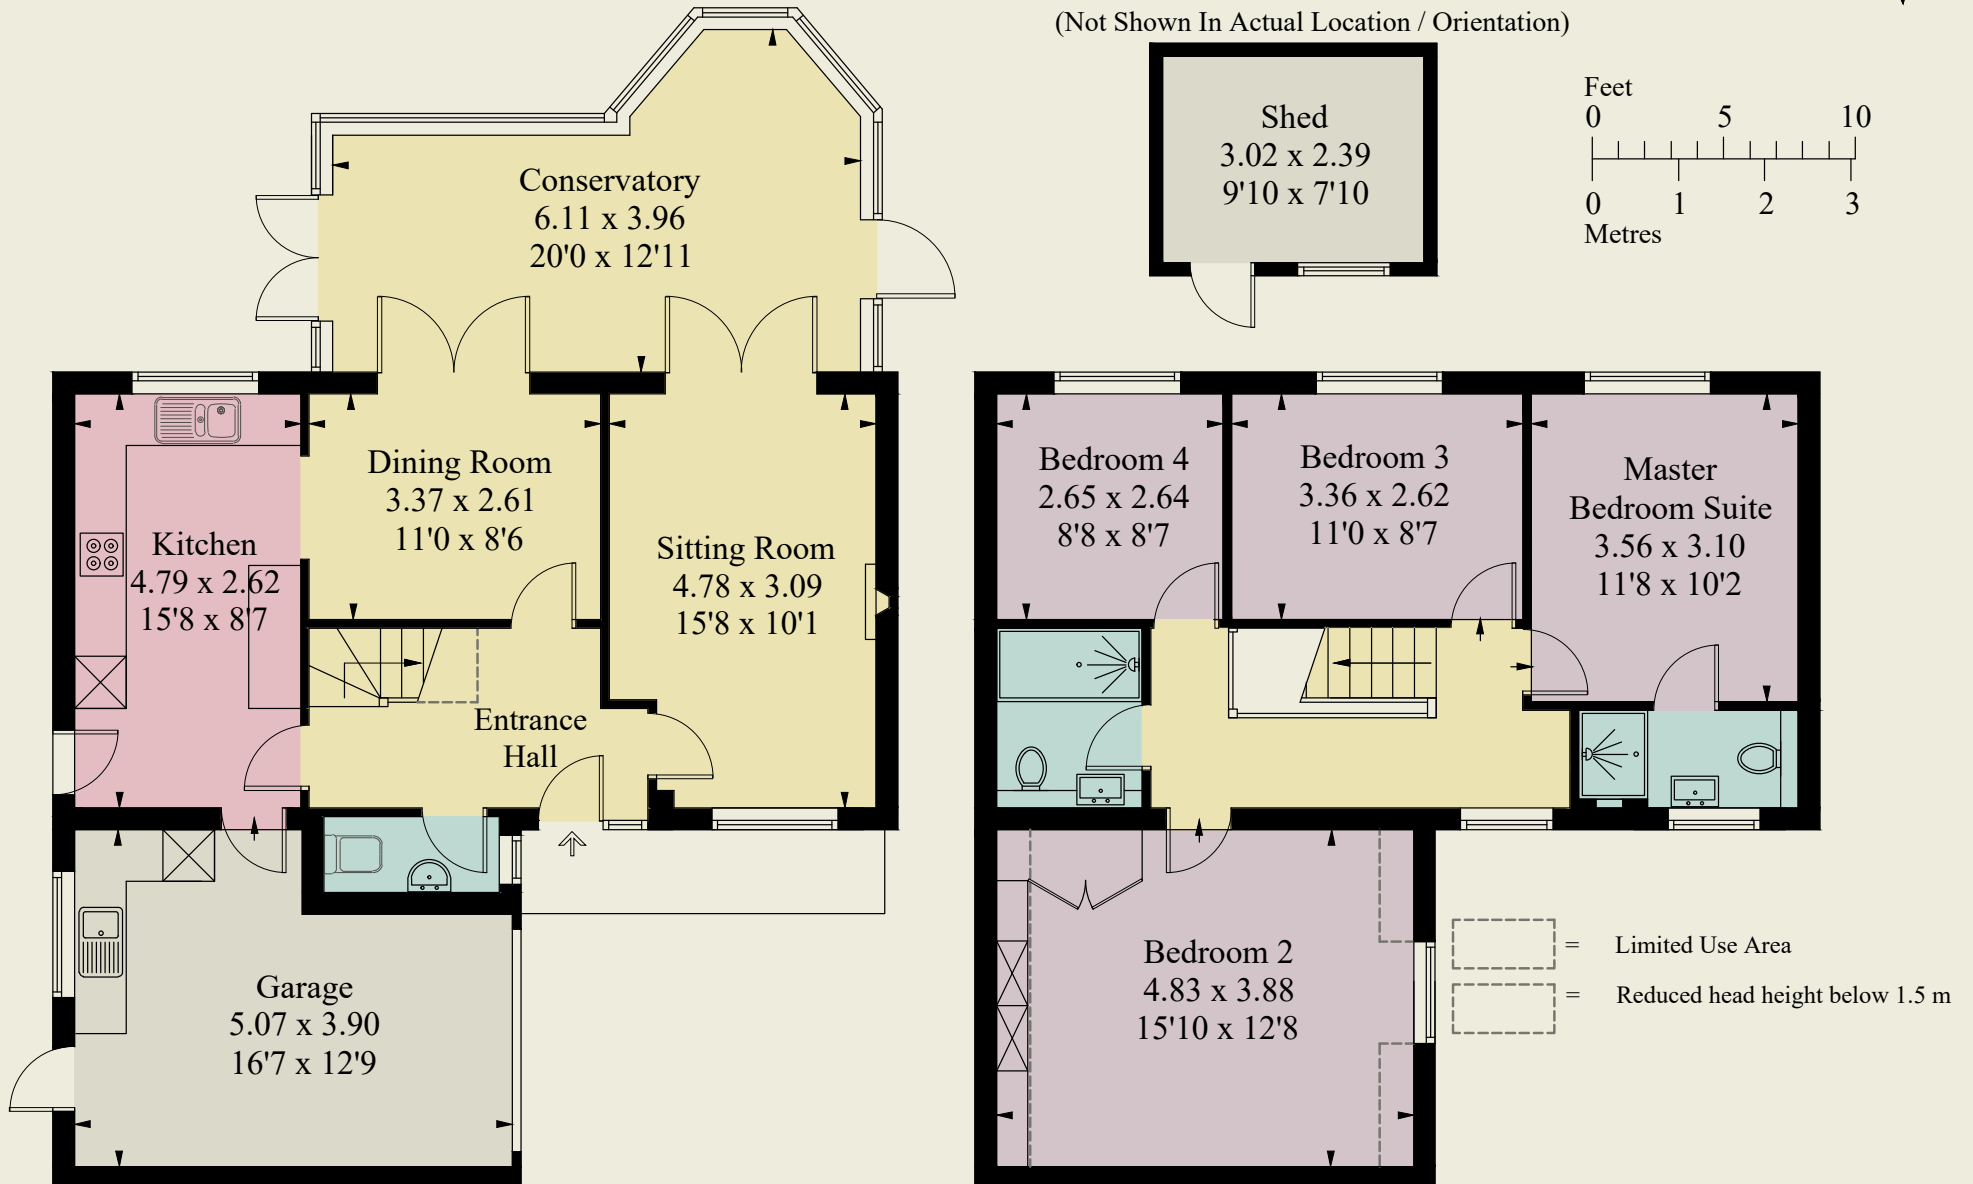 (Not Shown In Actual Location / Orientation)
Shed
3.02 x 2.39
9'10 x 7'10
Feet
0 5 10
0 1 2 3
Metres
Conservatory
6.11 x 3.96
20'0 x 12'11
Dining Room
3.37 x 2.61
11'0 x 8'6
Kitchen
4.79 x 2.62
15'8 x 8'7
Sitting Room
4.78 x 3.09
15'8 x 10'1
Entrance
Hall
Garage
5.07 x 3.90
16'7 x 12'9
Bedroom 4
2.65 x 2.64
8'8 x 8'7
Bedroom 3
3.36 x 2.62
11'0 x 8'7
Master
Bedroom Suite
3.56 x 3.10
11'8 x 10'2
Bedroom 2
4.83 x 3.88
15'10 x 12'8
= Limited Use Area
= Reduced head height below 1.5 m